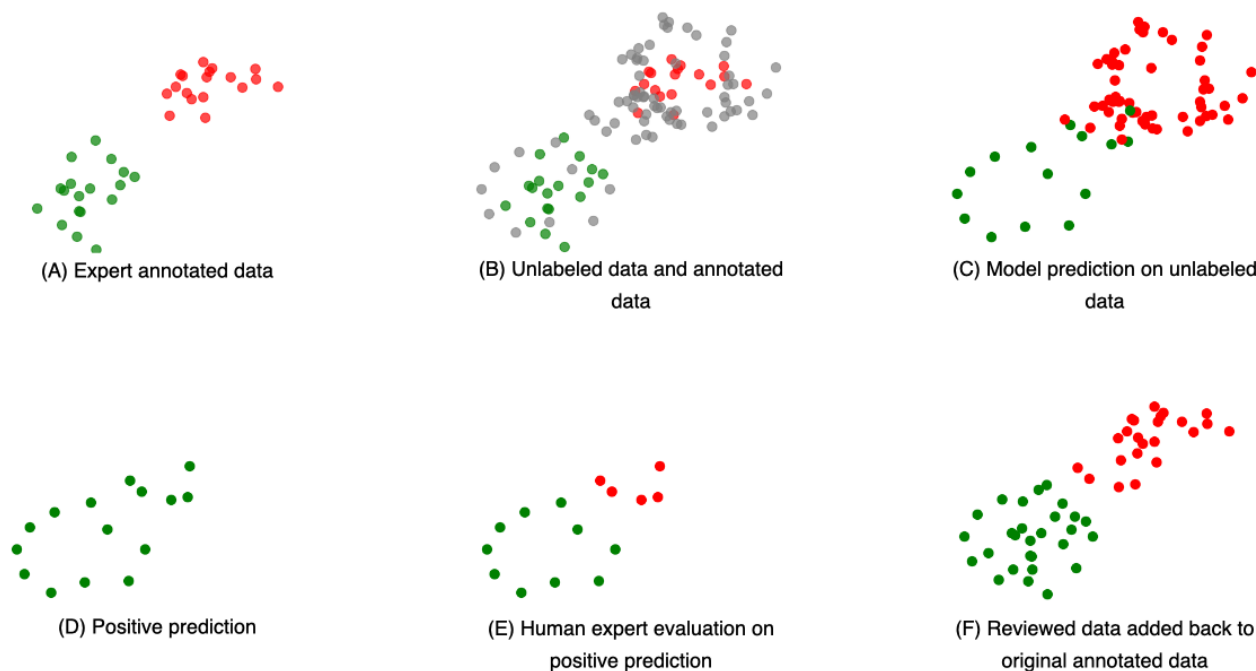 (A) Expert annotated data
(B) Unlabeled data and annotated
data
(C) Model prediction on unlabeled
data
(D) Positive prediction
(E) Human expert evaluation on
positive prediction
(F) Reviewed data added back to
original annotated data